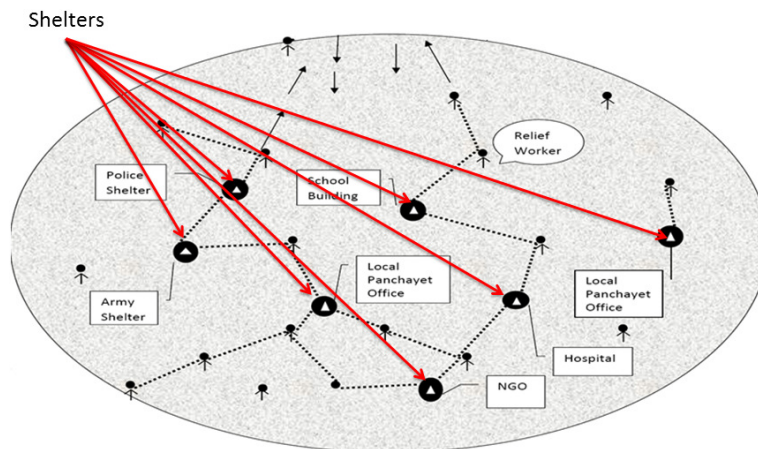 Shelters
Relief
Worker
Police
Shelter
School
Building
Local
Panchayet
Office
Local
Panchayet
Office
Army
Shelter
Hospital
NGO